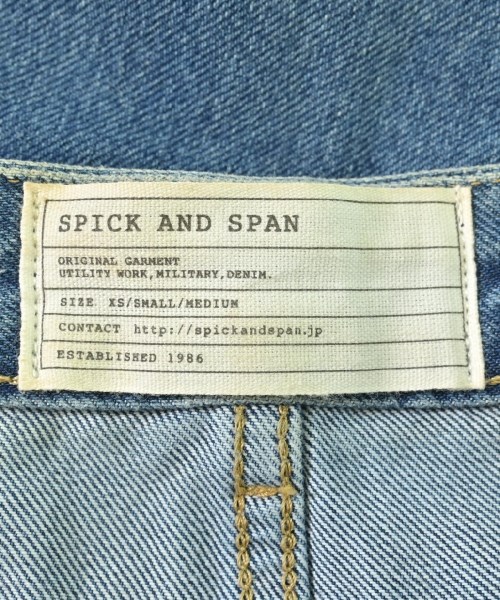 SPICK AND SPAN
ORIGINAL GARMENT
UTILITY WORK,MILITARY,DENIM.
SIZE XS/SMALL/MEDIUM
CONTACT http://spickandspan.jp
ESTABLISHED 1986